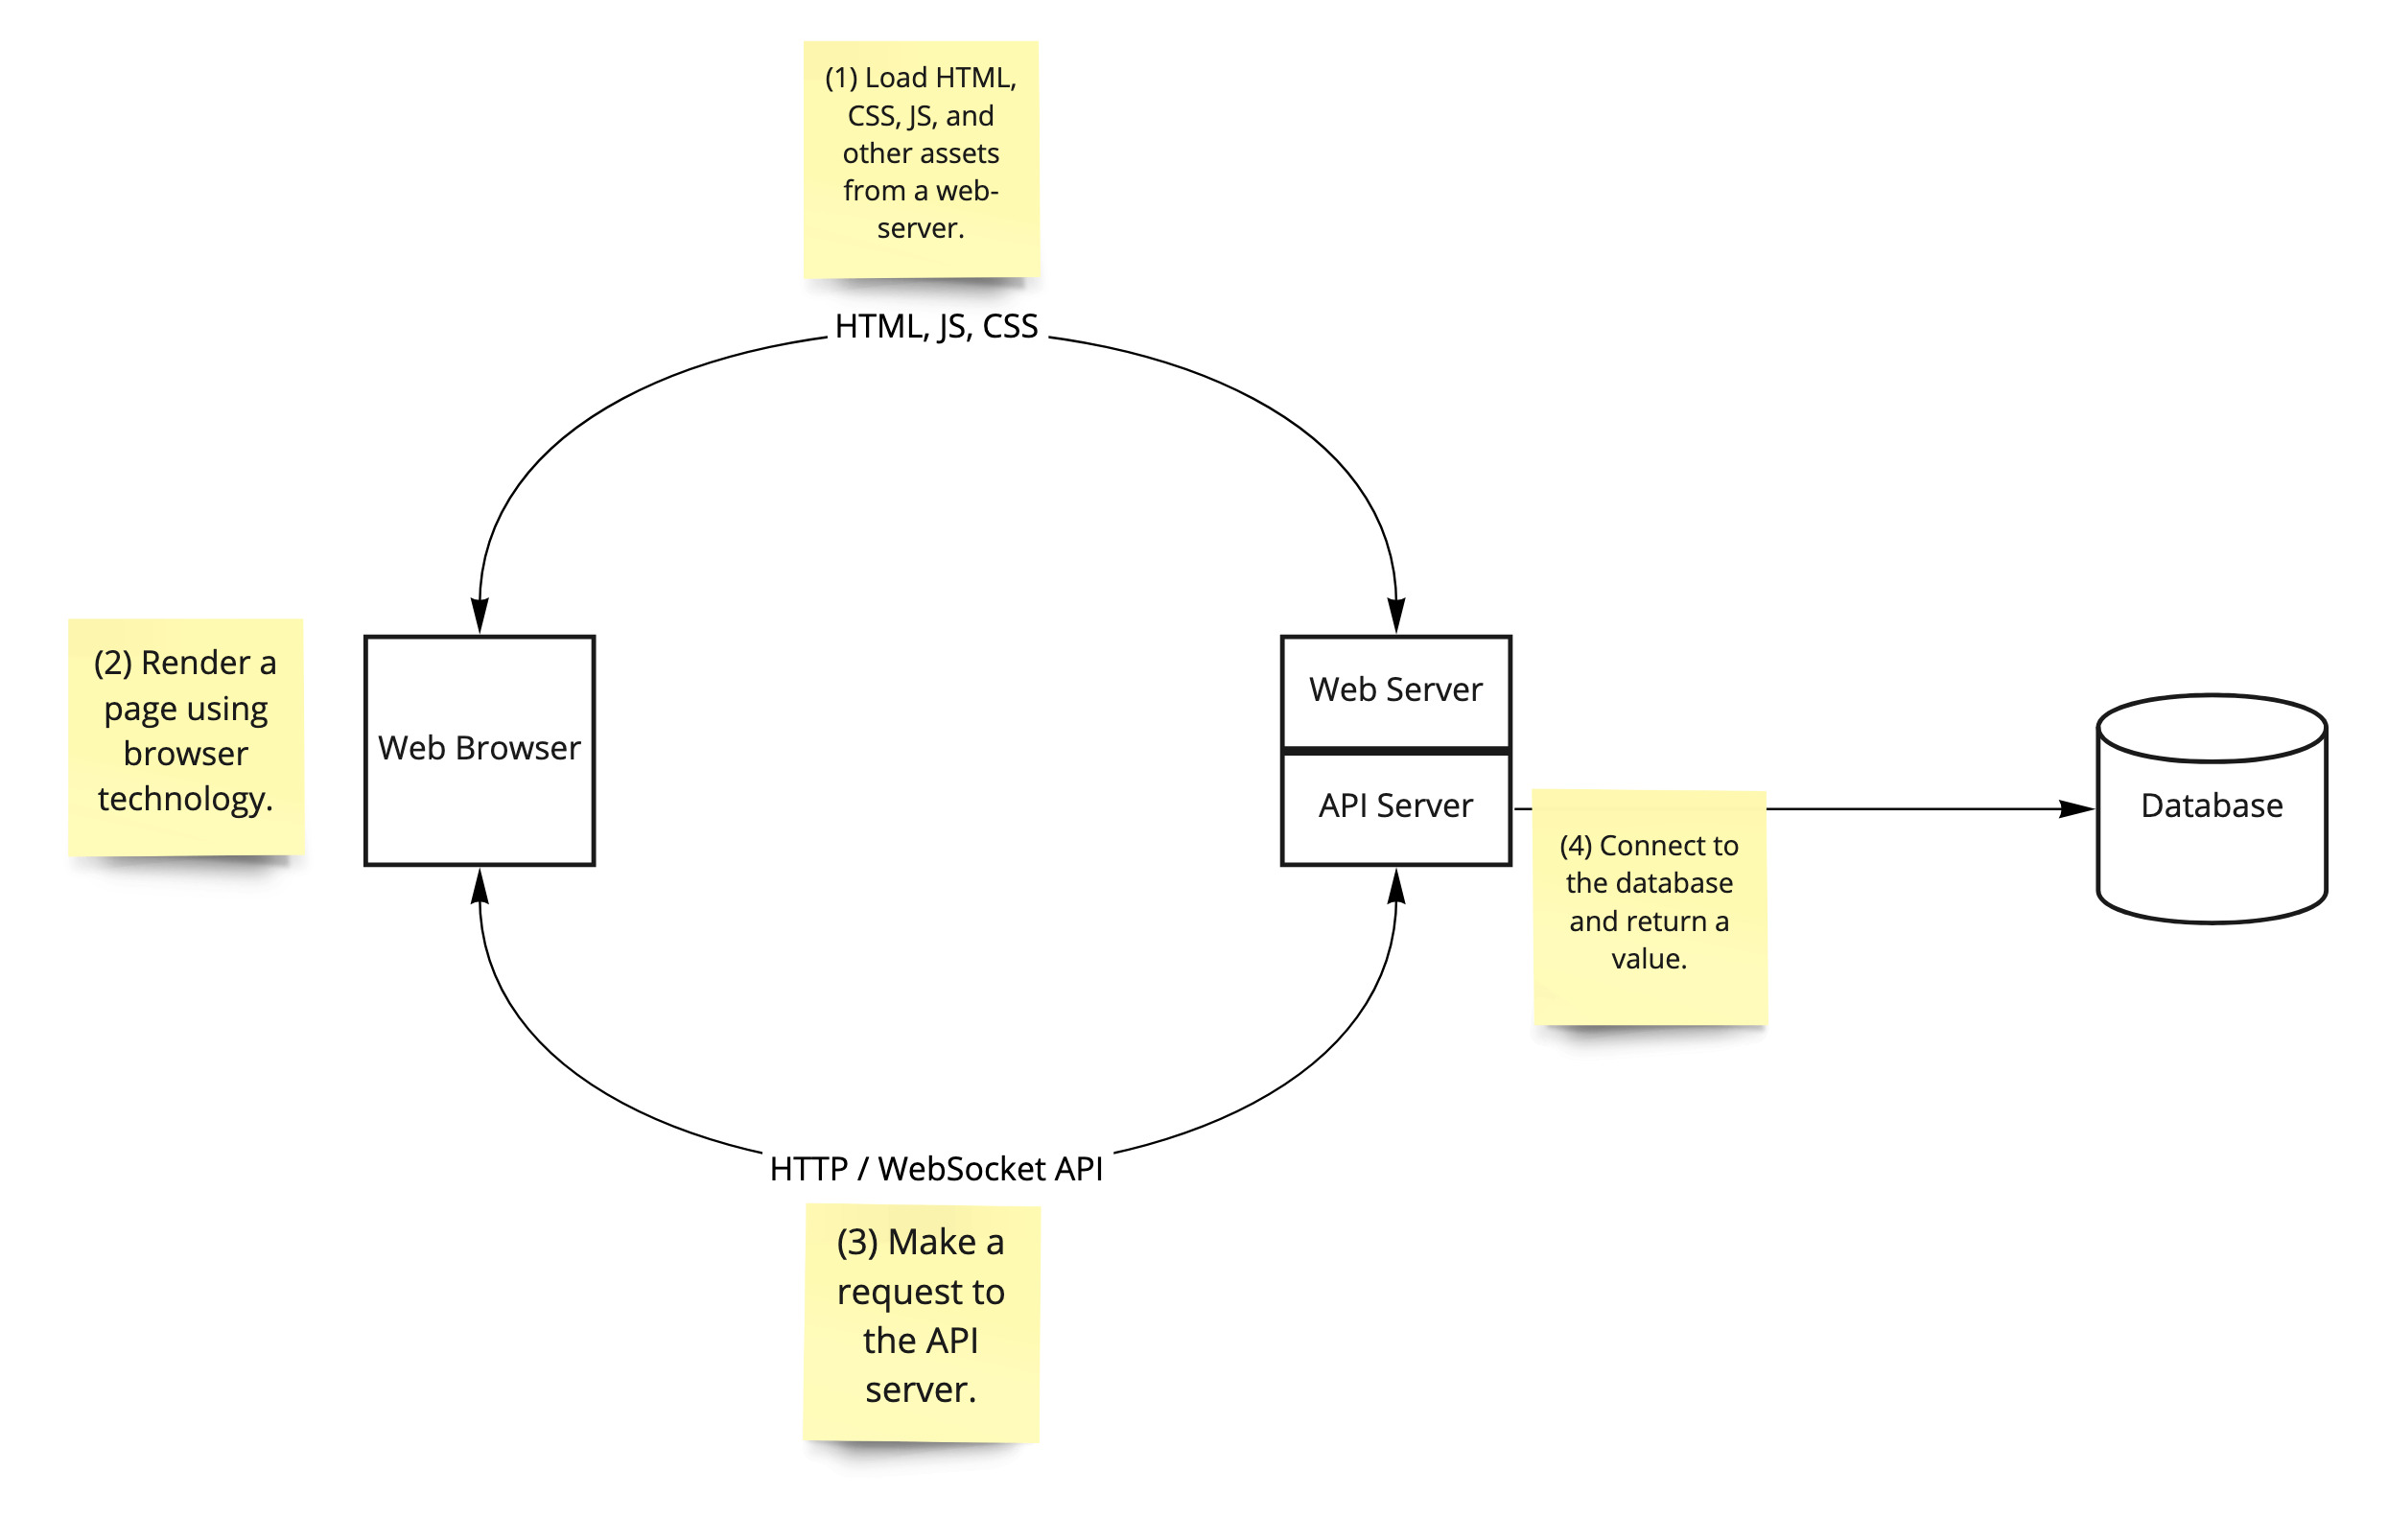 (1) Load HTML,
CSS, JS, and
other assets
from a web-
server.
HTML, JS, CSS
(2) Render a
page using
browser
technology.
Web Browser
Web Server
API Server
(4) Connect to
the database
and return a
value.
Database
HTTP / WebSocket API
(3) Make a
request to
the API
server.